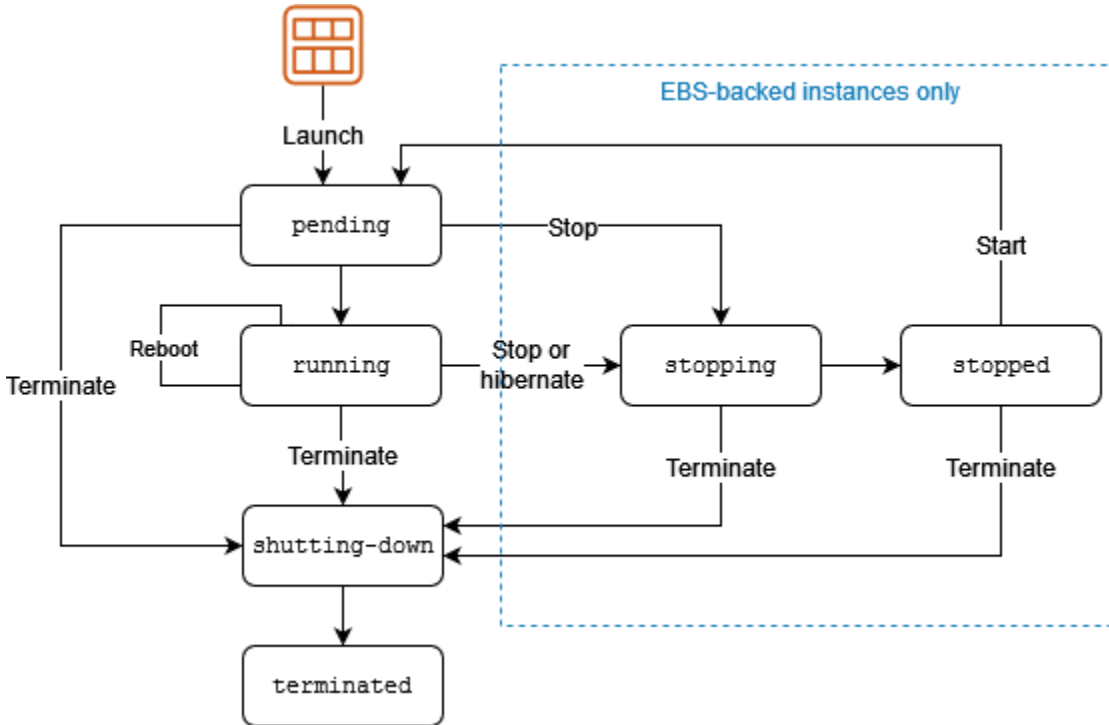 EBS-backed instances only
Launch
pending
Stop
Start
Reboot
running
Stop or
hibernate
stopping
stopped
Terminate
Terminate
Terminate
Terminate
shutting-down
terminated